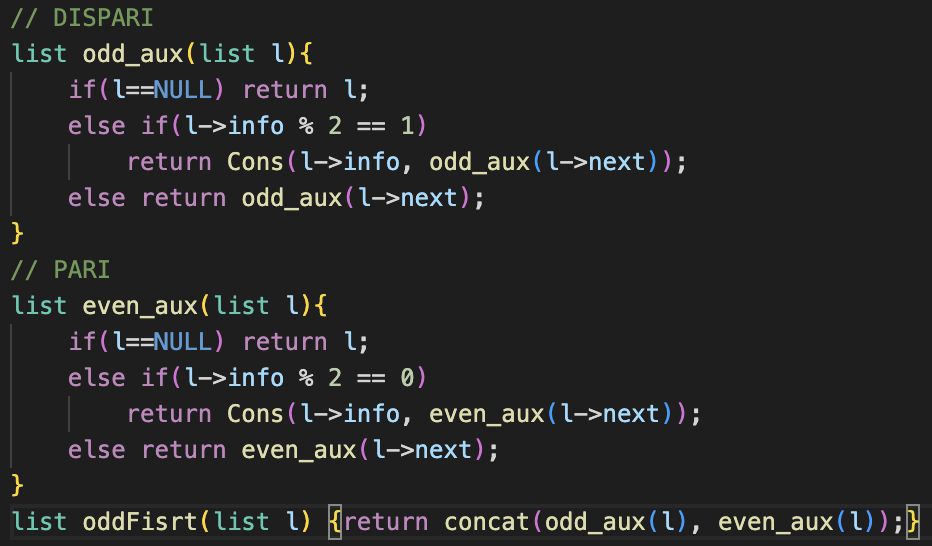 // DISPARI
list odd_aux(list l){
    if(l==NULL) return l;
    else if(l->info % 2 == 1)
        return Cons(l->info, odd_aux(l->next));
    else return odd_aux(l->next);
}
// PARI
list even_aux(list l){
    if(l==NULL) return l;
    else if(l->info % 2 == 0)
        return Cons(l->info, even_aux(l->next));
    else return even_aux(l->next);
}
list oddFisrt(list l) {return concat(odd_aux(l), even_aux(l));}